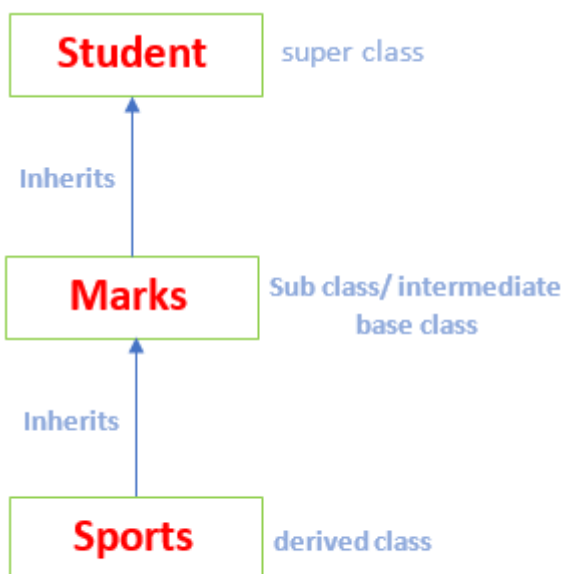 Student
super class
Inherits
Marks
Sub class/ intermediate
base class
Inherits
Sports
derived class